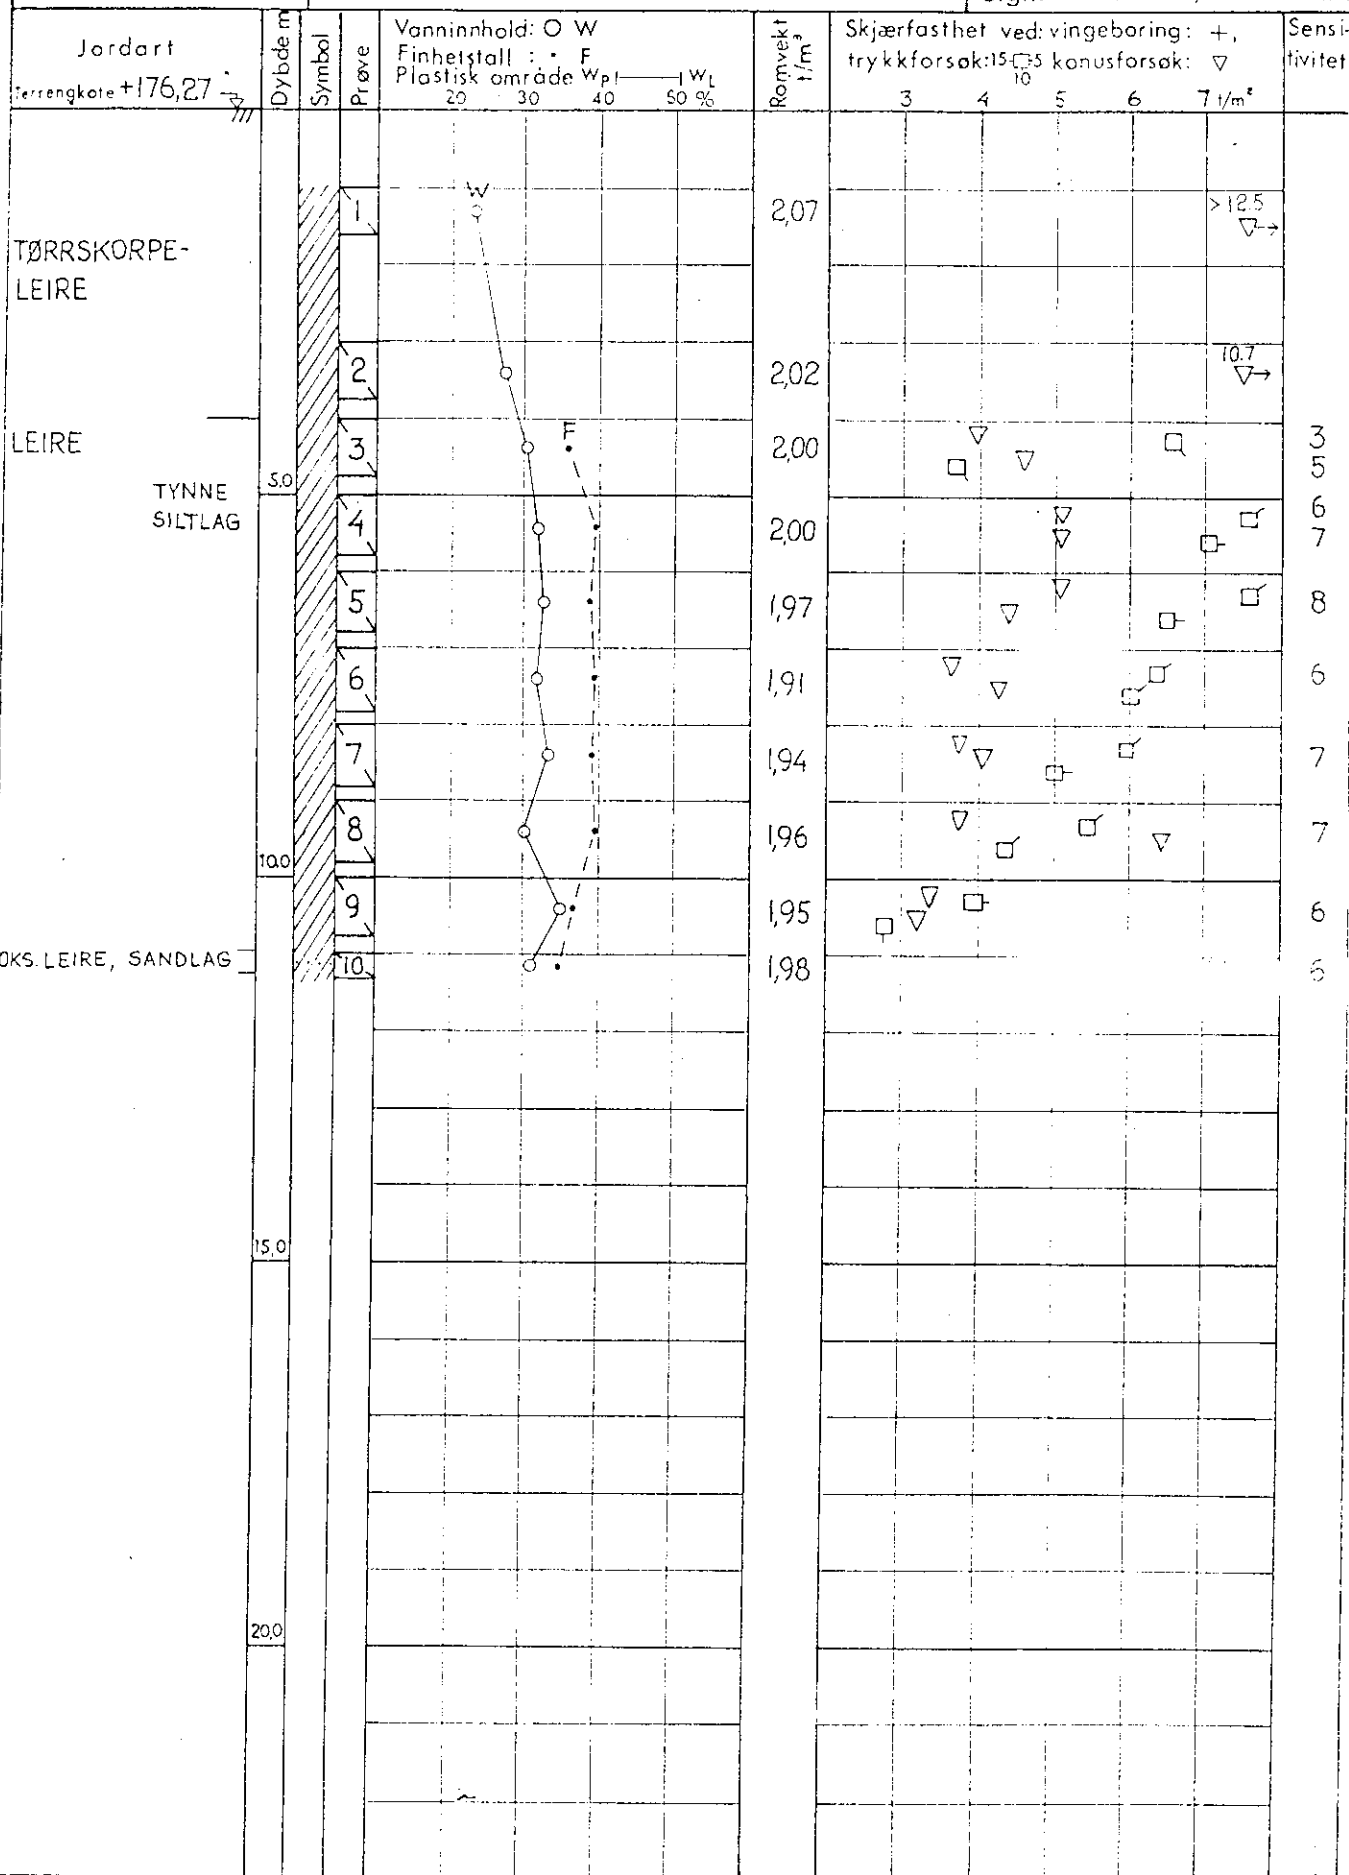 Jordart
Terrengkote +176,27
Dybde m
Symbol
Prøve
Vanninnhold: O W
Finhetstall : • F
Plastisk område WP WL
20 30 40 50 %
Romvekt t/m³
Skjærfasthet ved: vingeboring: +,
trykkforsøk: 15 5 konusforsøk: ▽
10
3 4 5 6 7 t/m²
Sensi-
tivitet
W
1 2,07 >12.5
TØRRSKORPE-
LEIRE
2 2,02 10.7
LEIRE
F
3 2,00 3
5
5,0
TYNNE
SILTLAG
4 2,00 6
7
5 1,97 8
6 1,91 6
7 1,94 7
8 1,96 7
10,0
9 1,95 6
OKS. LEIRE, SANDLAG
10 1,98 6
15,0
20,0